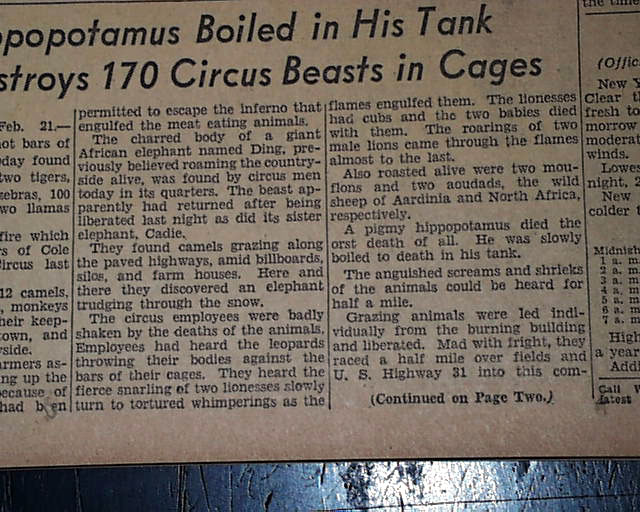 ppopotamus Boiled in His Tank
stroys 170 Circus Beasts in Cages
Feb. 21.—
ot bars of
day found
two tigers,
zebras, 100
wo llamas
fire which
rs of Cole
Circus last
12 camels,
, monkeys
heir keep-
town, and
yside.
armers as-
ng up the
because of
had b en
permitted to escape the inferno that
engulfed the meat eating animals.
The charred body of a giant
African elephant named Ding, pre-
viously believed roaming the country-
side alive, was found by circus men
today in its quarters. The beast ap-
parently had returned after being
liberated last night as did its sister
elephant, Cadie.
They found camels grazing along
the paved highways, amid billboards,
silos, and farm houses. Here and
there they discovered an elephant
trudging through the snow.
The circus employees were badly
shaken by the deaths of the animals.
Employees had heard the leopards
throwing their bodies against the
bars of their cages. They heard the
fierce snarling of two lionesses slowly
turn to tortured whimperings as the
flames engulfed them. The lionesses
had cubs and the two babies died
with them. The roarings of two
male lions came through the flames
almost to the last.
Also roasted alive were two mou-
flons and two aoudads, the wild
sheep of Aardinia and North Africa,
respectively.
A pigmy hippopotamus died the
orst death of all. He was slowly
boiled to death in his tank.
The anguished screams and shrieks
of the animals could be heard for
half a mile.
Grazing animals were led indi-
vidually from the burning building
and liberated. Mad with fright, they
raced a half mile over fields and
U. S. Highway 31 into this com-
(Continued on Page Two.)
the time
(Offic
New Y
Clear t
fresh to
morrow
moderat
winds.
Lowes
night, 2
New
colder t
Midnigh
1 a. m
2 a. m
3 a. m
4 a. m
5 a. m
6 a. m
7 a. m
High
a year
Addi
Call W
latest